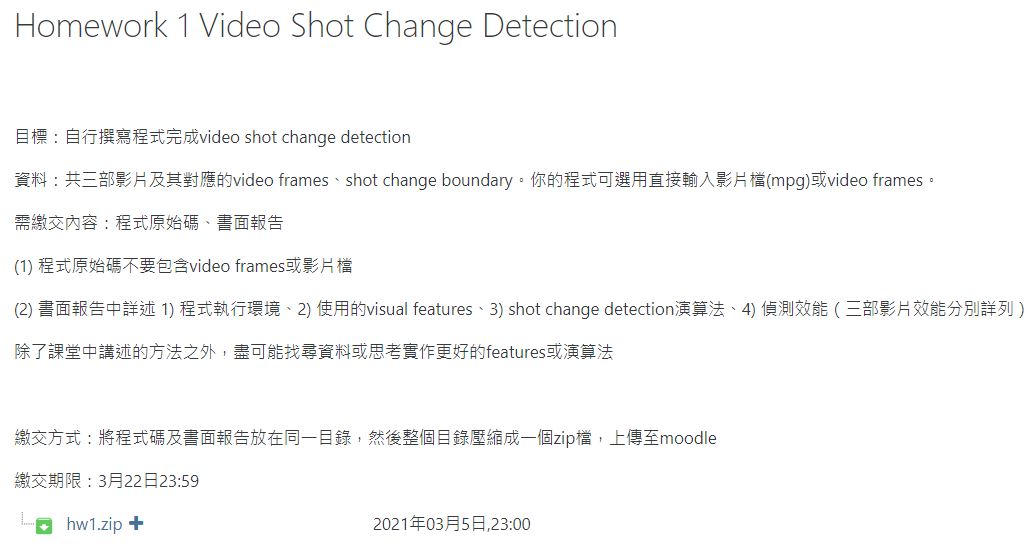 Homework 1 Video Shot Change Detection
目標：自行撰寫程式完成video shot change detection
資料：共三部影片及其對應的video frames、shot change boundary。你的程式可選用直接輸入影片檔(mpg)或video frames。
需繳交內容：程式原始碼、書面報告
(1) 程式原始碼不要包含video frames或影片檔
(2) 書面報告中詳述 1) 程式執行環境、2) 使用的visual features、3) shot change detection演算法、4) 偵測效能（三部影片效能分別詳列）
除了課堂中講述的方法之外，盡可能找尋資料或思考實作更好的features或演算法
繳交方式：將程式碼及書面報告放在同一目錄，然後整個目錄壓縮成一個zip檔，上傳至moodle
繳交期限：3月22日23:59
hw1.zip 2021年03月5日,23:00